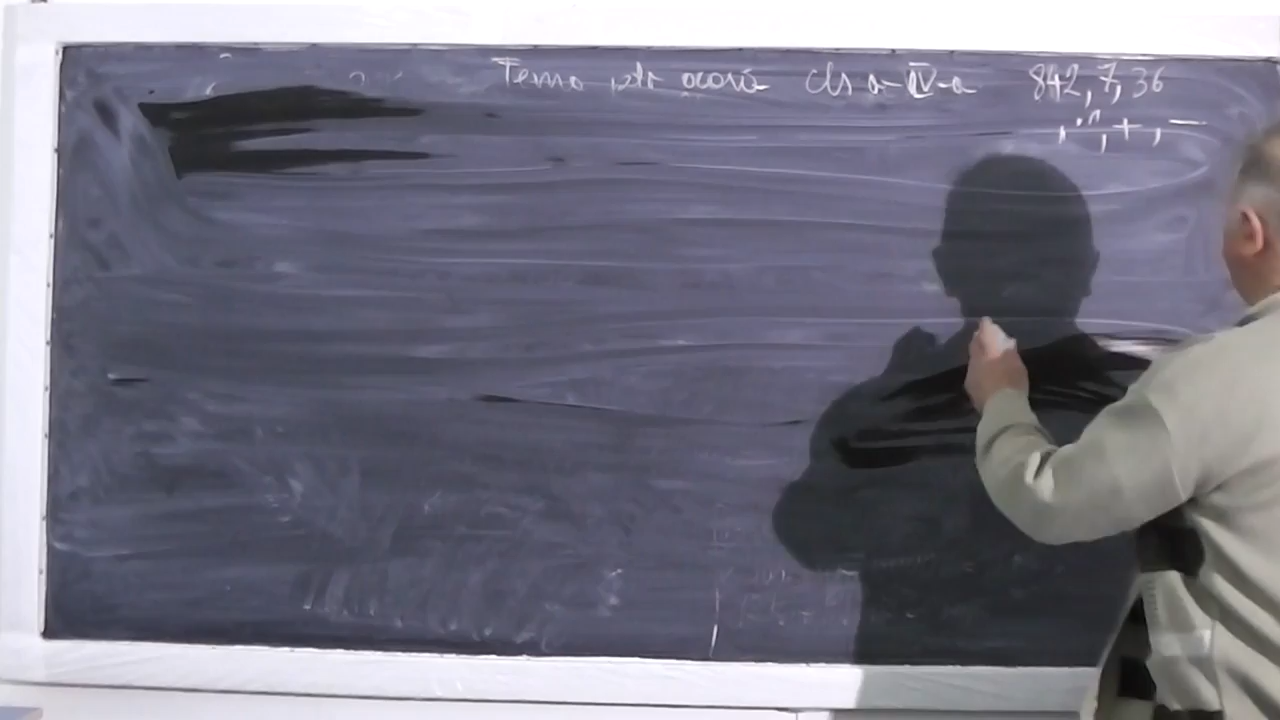 Tema ptr acasă cls a-IV-a 842, 7, 36
, : , +, -